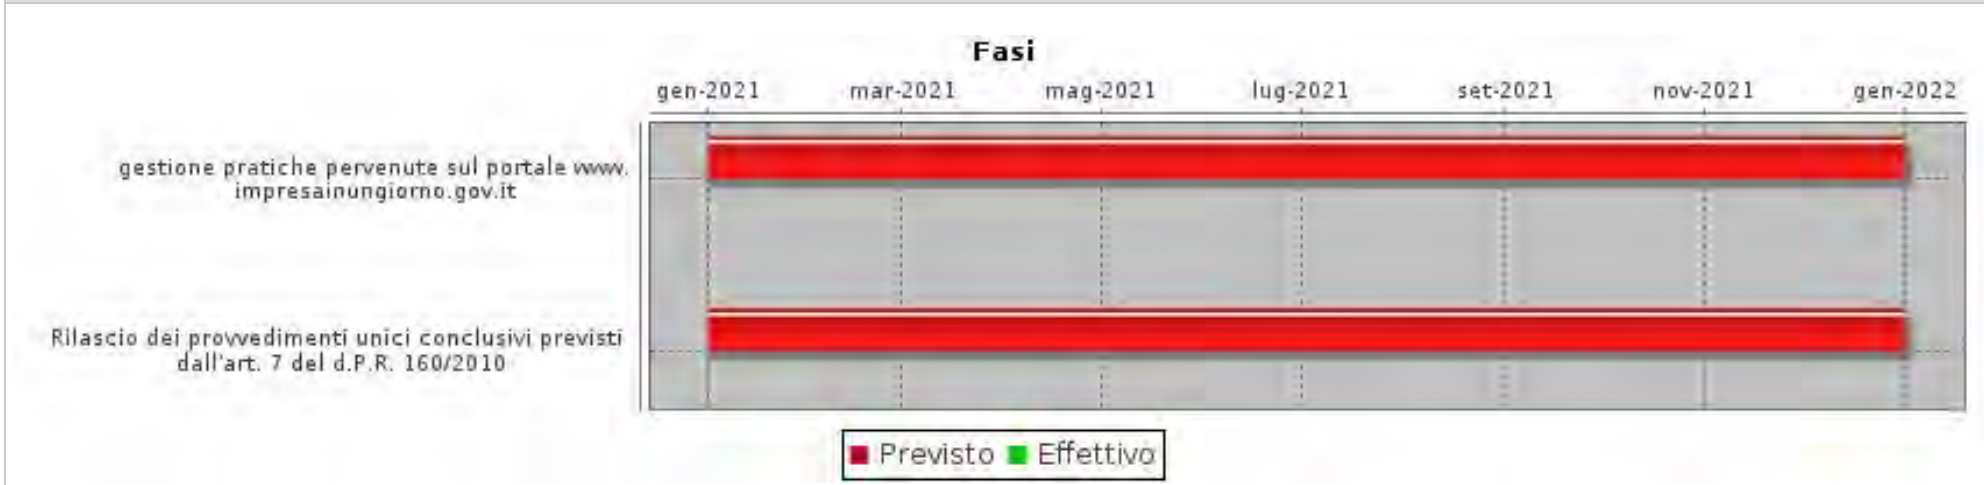 Fasi
gen-2021 mar-2021 mag-2021 lug-2021 set-2021 nov-2021 gen-2022
gestione pratiche pervenute sul portale www.
impresainungiorno.gov.it
Rilascio dei provvedimenti unici conclusivi previsti
dall'art. 7 del d.P.R. 160/2010
Previsto Effettivo